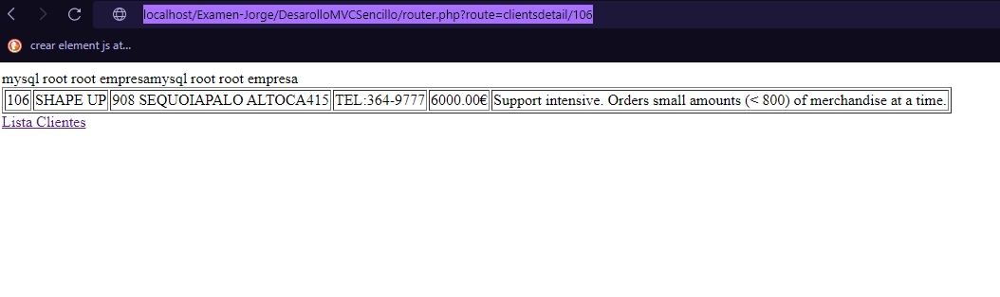 localhost/Examen-Jorge/DesarolloMVCSencillo/router.php?route=clientsdetail/106
crear element js at...
mysql root root empresamysql root root empresa
106 SHAPE UP 908 SEQUOIAPALO ALTOCA415 TEL:364-9777 6000.00€ Support intensive. Orders small amounts (< 800) of merchandise at a time.
Lista Clientes